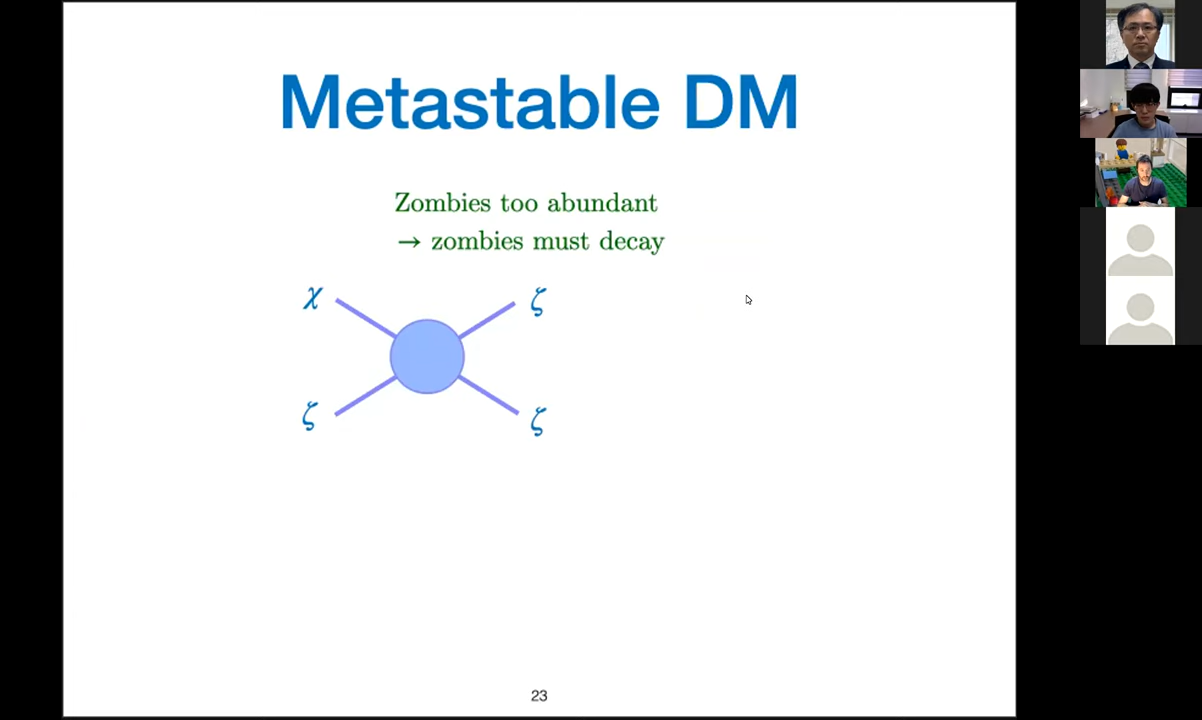 Metastable DM
Zombies too abundant
→ zombies must decay
χ
ζ
ζ
ζ
23